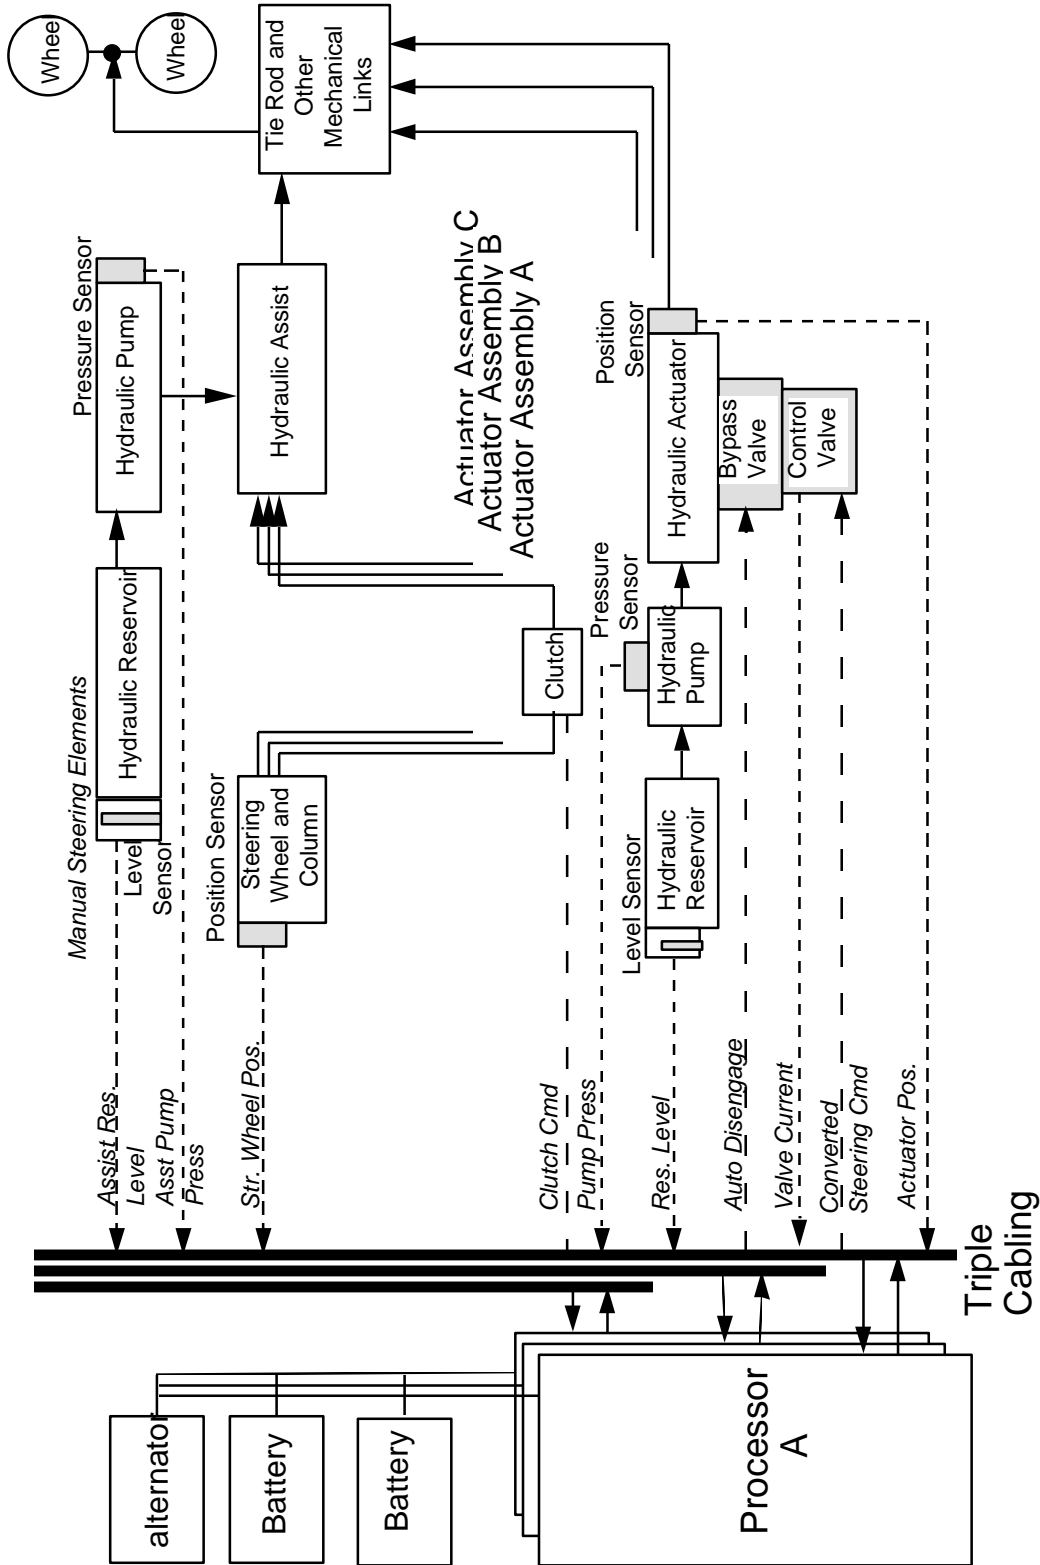 Manual Steering Elements
Pressure Sensor
Wheel
Wheel
alternator
Assist Res.
Level
Level
Sensor
Hydraulic Reservoir
Hydraulic Pump
Asst Pump
Press
Position Sensor
Battery
Str. Wheel Pos.
Steering
Wheel and
Column
Hydraulic Assist
Tie Rod and
Other
Mechanical
Links
Battery
Actuator Assembly C
Actuator Assembly B
Actuator Assembly A
Clutch Cmd
Clutch
Pump Press
Pressure
Sensor
Position
Sensor
Level Sensor
Res. Level
Hydraulic
Reservoir
Hydraulic
Pump
Hydraulic Actuator
Auto Disengage
Bypass
Valve
Processor
A
Valve Current
Control
Valve
Converted
Steering Cmd
Actuator Pos.
Triple
Cabling